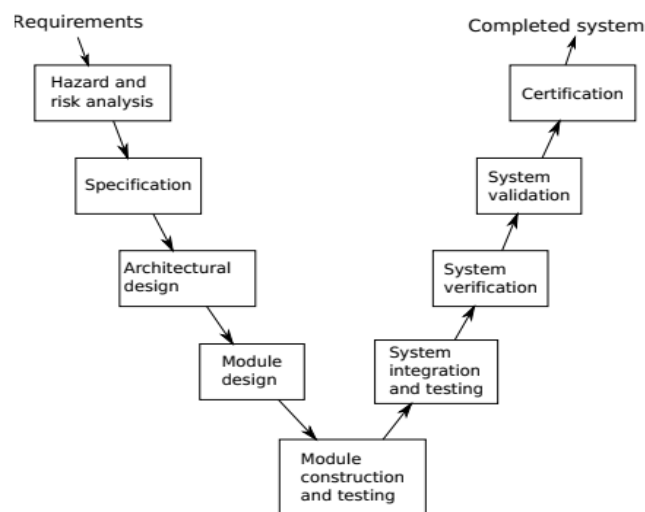 Requirements
Hazard and
risk analysis
Specification
Architectural
design
Module
design
Module
construction
and testing
System
integration
and testing
System
verification
System
validation
Certification
Completed system